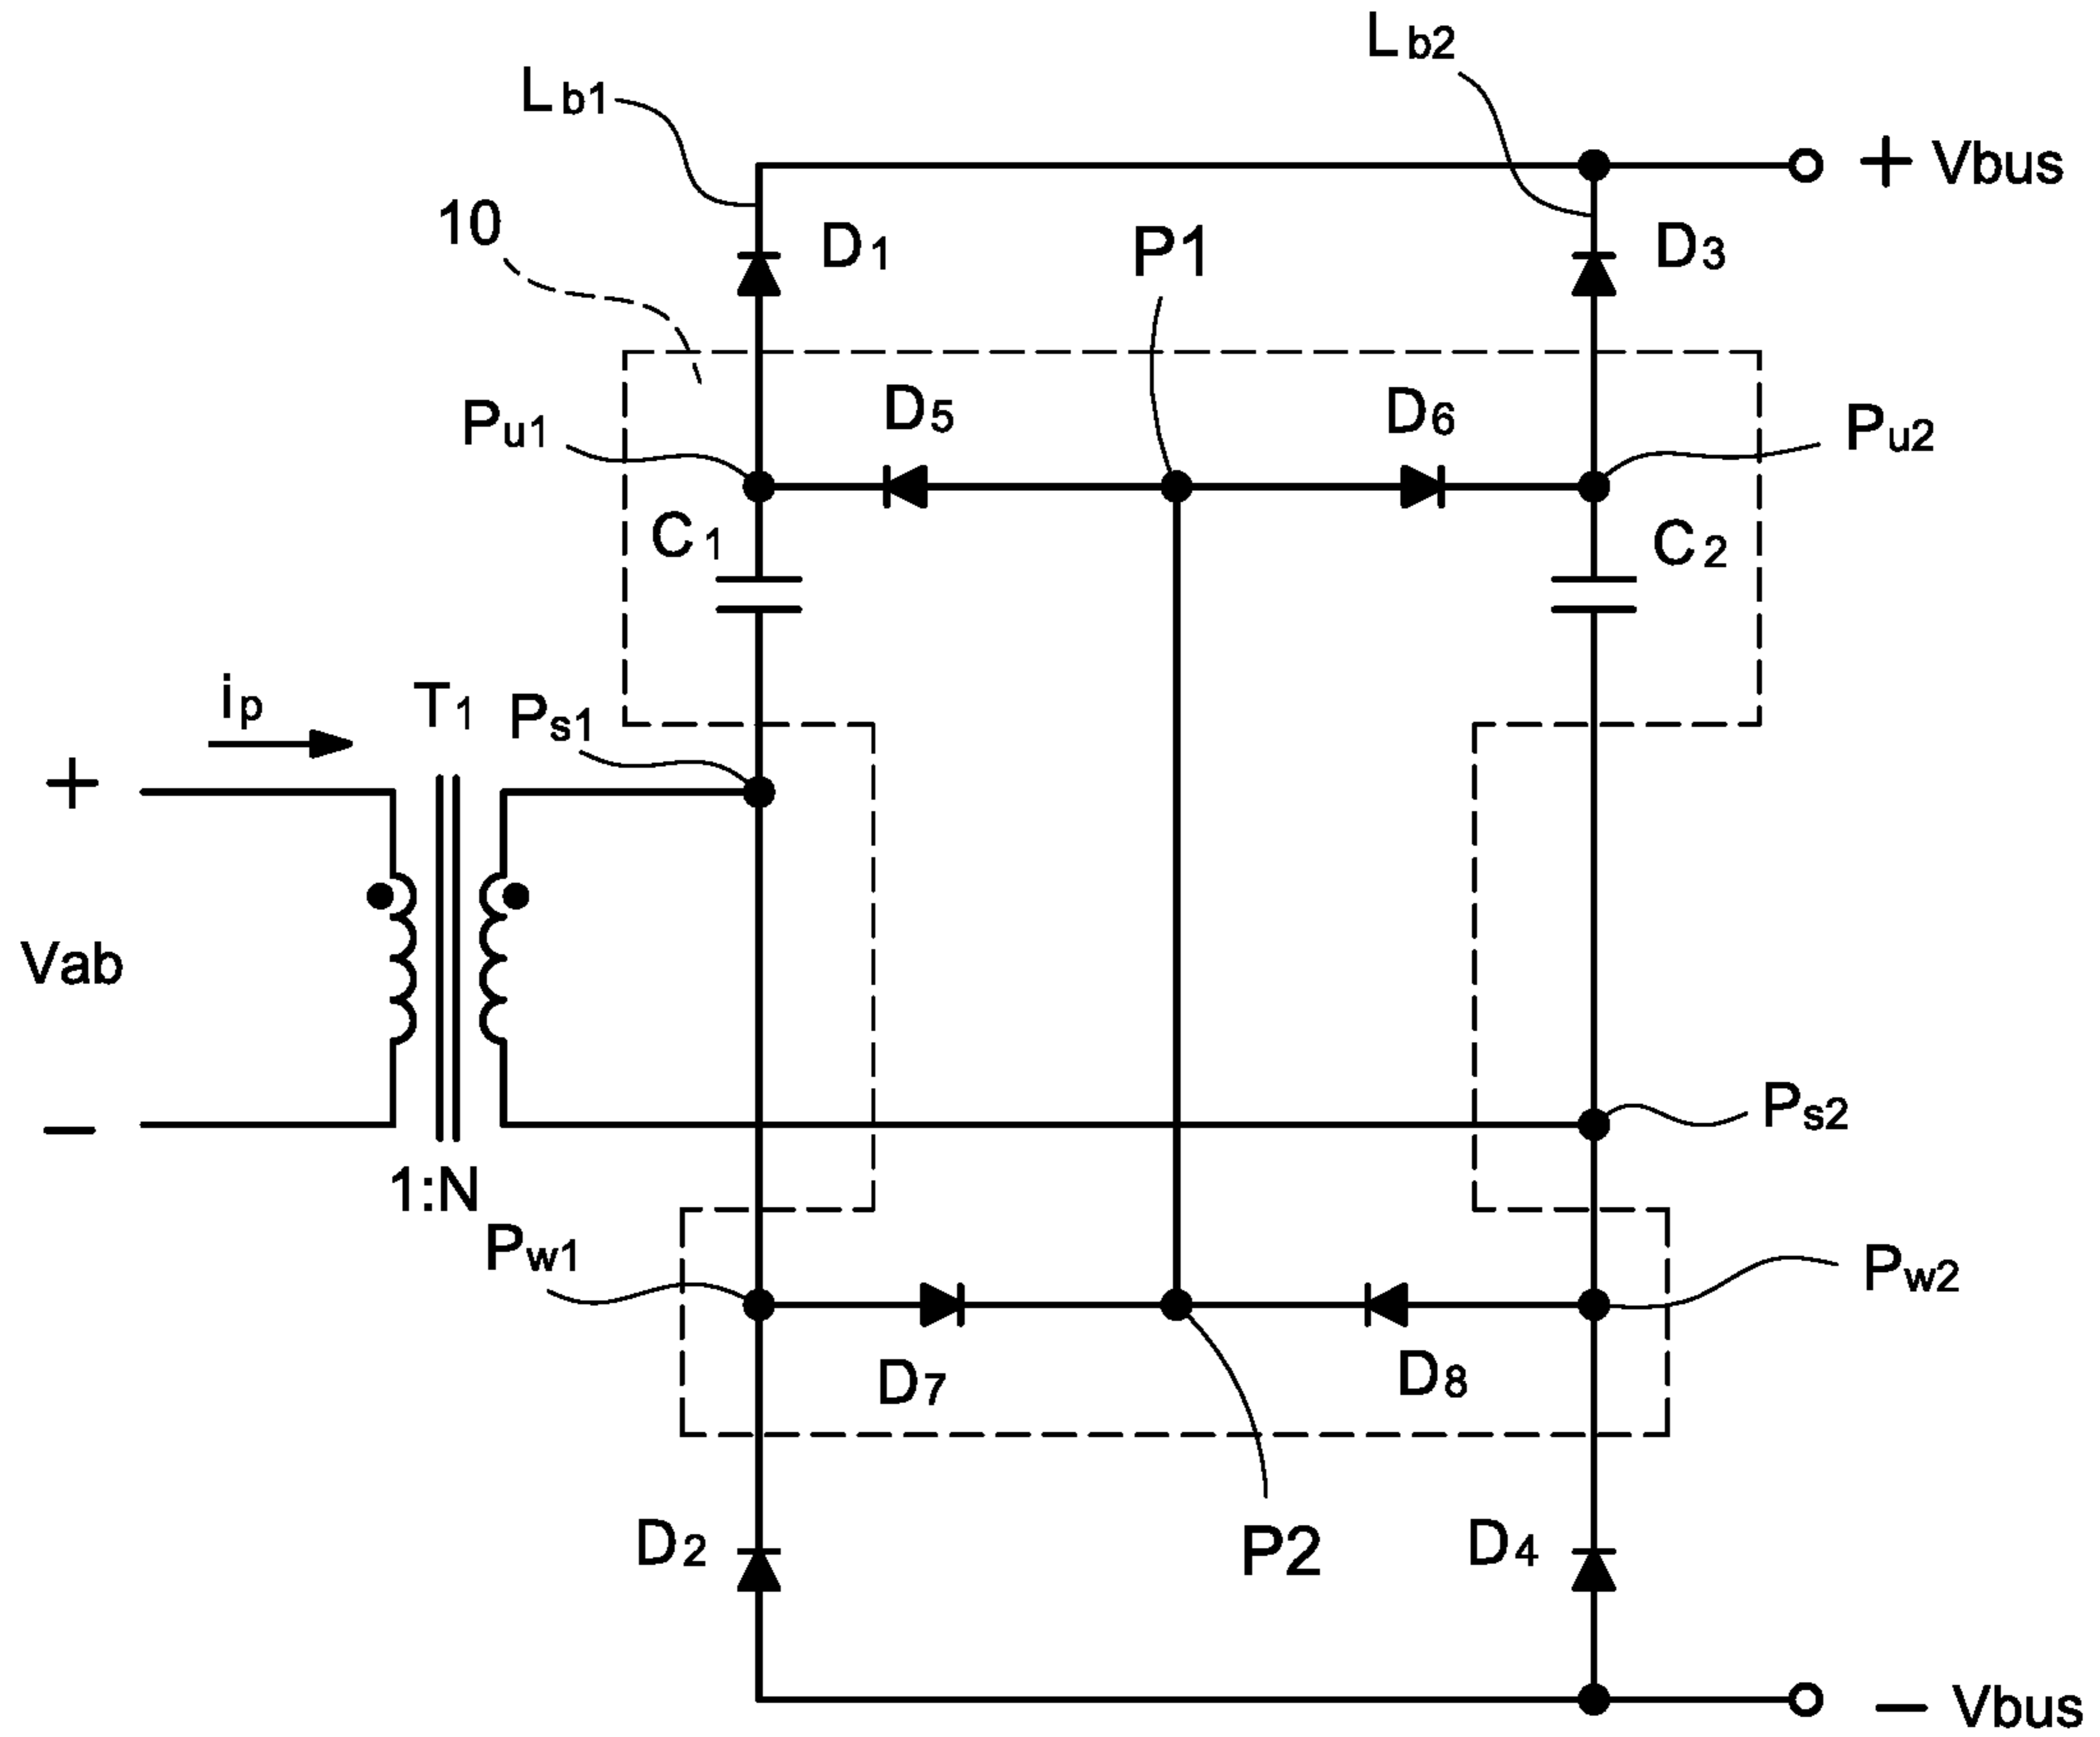 Lb2
Lb1
+ Vbus
10
D1
P1
D3
D5
D6
Pu1
Pu2
C1
C2
ip
T1
Ps1
+
Vab
−
1:N
Ps2
Pw1
Pw2
D7
D8
D2
P2
D4
− Vbus